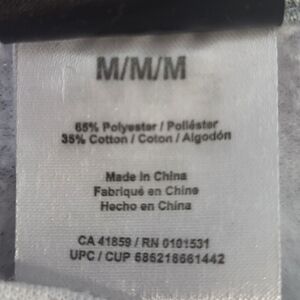 M/M/M
65% Polyester / Poliéster
35% Cotton / Coton / Algodón
Made in China
Fabriqué en Chine
Hecho en China
CA 41859 / RN 0101531
UPC / CUP 686218661442